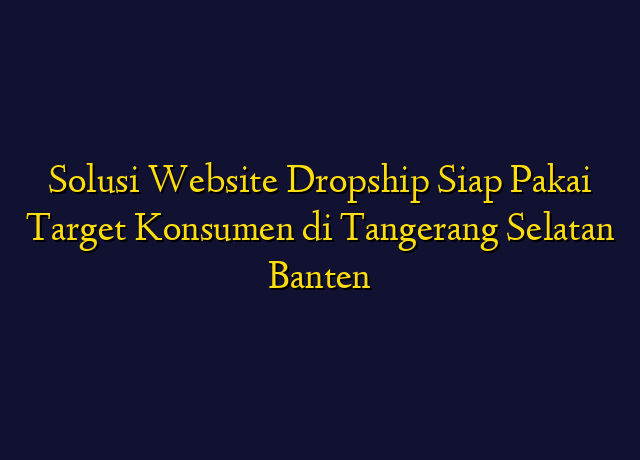 Solusi Website Dropship Siap Pakai
Target Konsumen di Tangerang Selatan
Banten